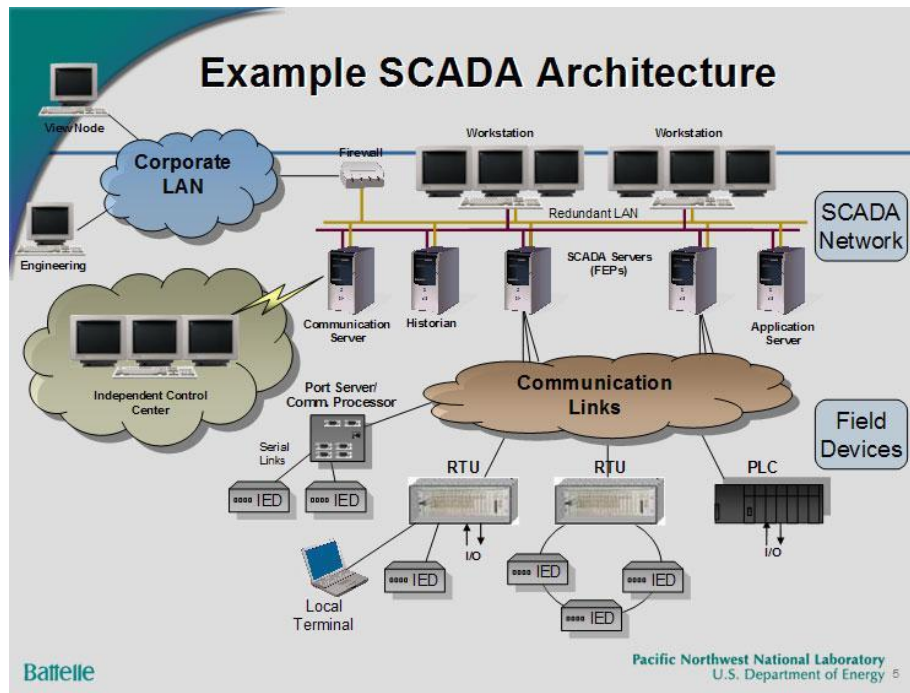 Example SCADA Architecture
View Node
Corporate
LAN
Firewall
Workstation
Workstation
Redundant LAN
SCADA
Network
Engineering
SCADA Servers
(FEPs)
Communication
Server
Historian
Application
Server
Independent Control
Center
Communication
Links
Port Server/
Comm. Processor
Field
Devices
Serial
Links
RTU
RTU
PLC
IED
IED
I/O
I/O
IED
IED
IED
IED
Local
Terminal
Battelle
Pacific Northwest National Laboratory
U.S. Department of Energy 5